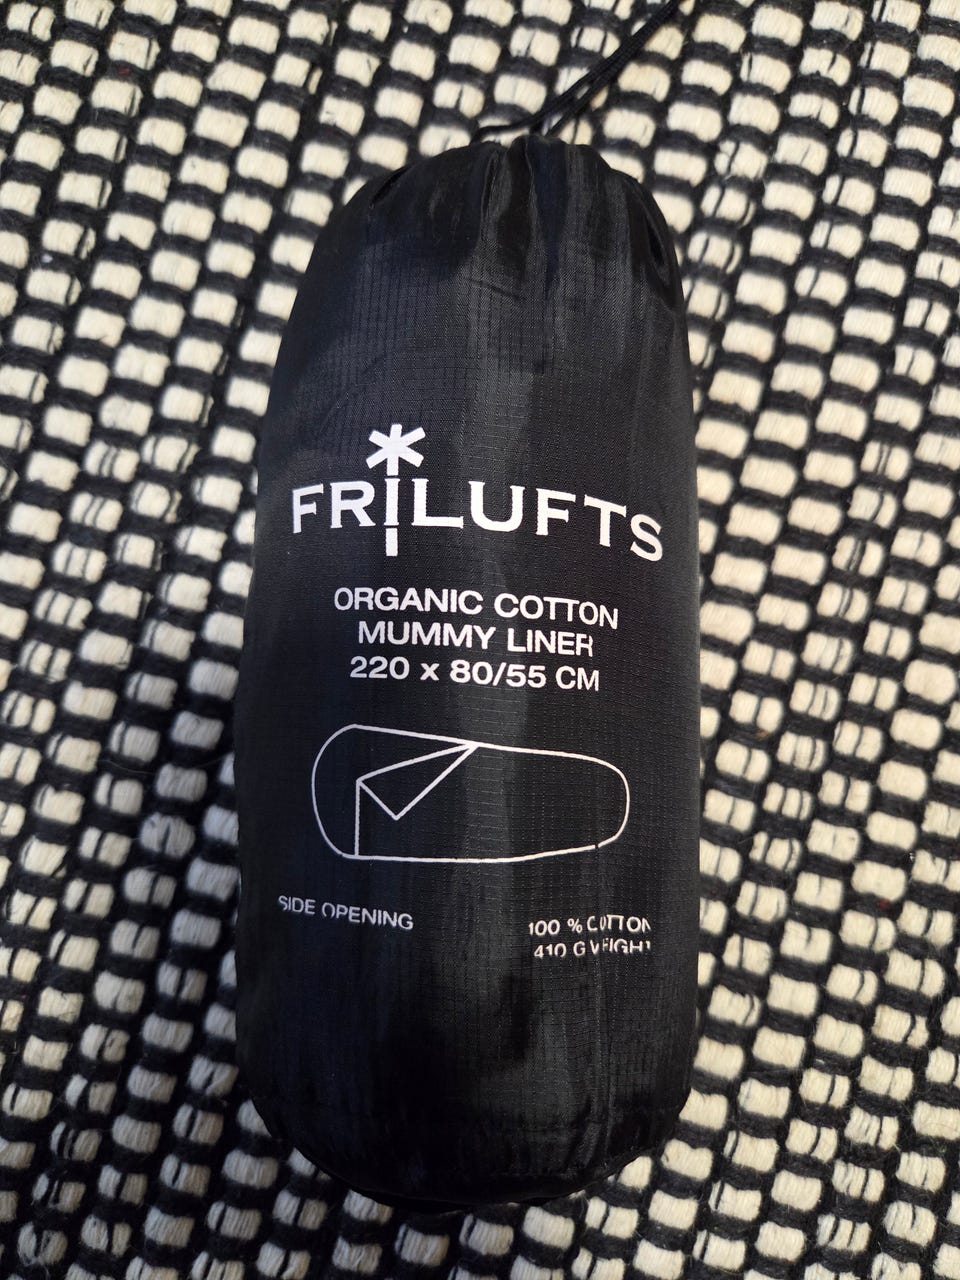 FRILUFTS
ORGANIC COTTON
MUMMY LINER
220 x 80/55 CM
SIDE OPENING
100 % COTTON
410 G WEIGHT